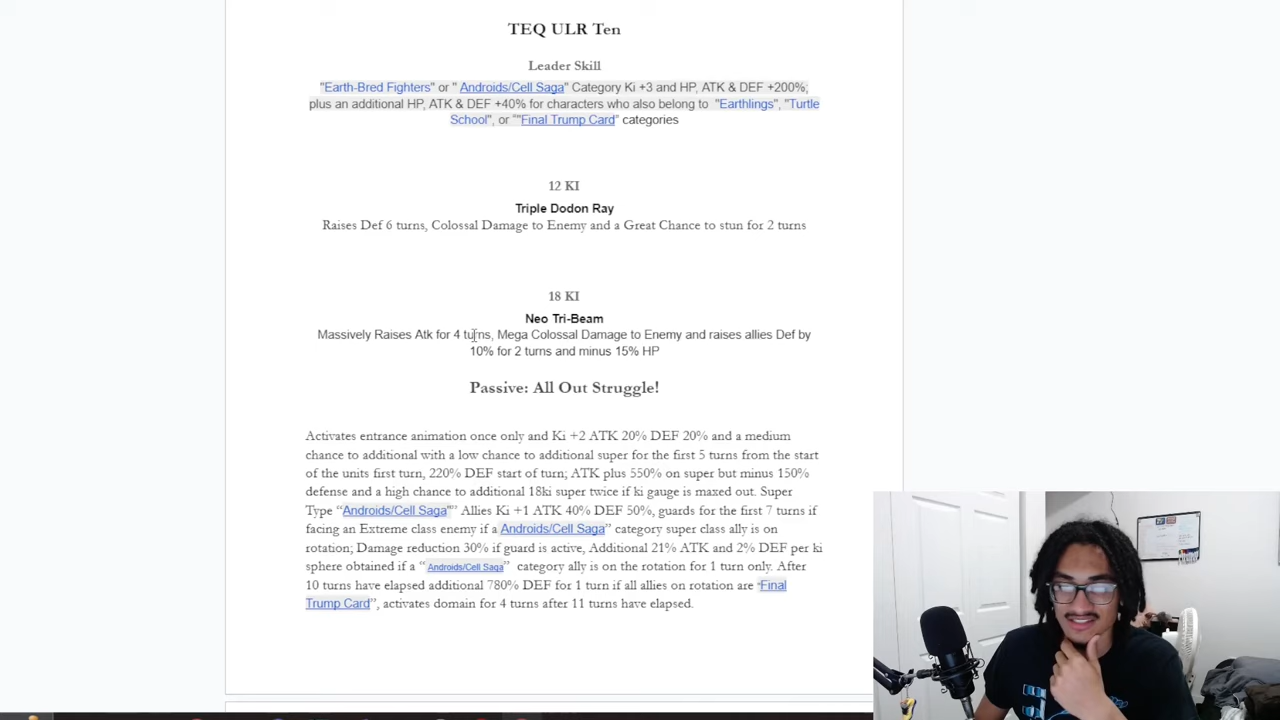 TEQ ULR Ten
Leader Skill
"Earth-Bred Fighters" or " Androids/Cell Saga" Category Ki +3 and HP, ATK & DEF +200%;
plus an additional HP, ATK & DEF +40% for characters who also belong to "Earthlings", "Turtle
School", or “"Final Trump Card” categories
12 KI
Triple Dodon Ray
Raises Def 6 turns, Colossal Damage to Enemy and a Great Chance to stun for 2 turns
18 KI
Neo Tri-Beam
Massively Raises Atk for 4 turns, Mega Colossal Damage to Enemy and raises allies Def by
10% for 2 turns and minus 15% HP
Passive: All Out Struggle!
Activates entrance animation once only and Ki +2 ATK 20% DEF 20% and a medium
chance to additional with a low chance to additional super for the first 5 turns from the start
of the units first turn, 220% DEF start of turn; ATK plus 550% on super but minus 150%
defense and a high chance to additional 18ki super twice if ki gauge is maxed out. Super
Type “Androids/Cell Saga"” Allies Ki +1 ATK 40% DEF 50%, guards for the first 7 turns if
facing an Extreme class enemy if a Androids/Cell Saga” category super class ally is on
rotation; Damage reduction 30% if guard is active, Additional 21% ATK and 2% DEF per ki
sphere obtained if a “ Androids/Cell Saga” category ally is on the rotation for 1 turn only. After
10 turns have elapsed additional 780% DEF for 1 turn if all allies on rotation are “Final
Trump Card”, activates domain for 4 turns after 11 turns have elapsed.